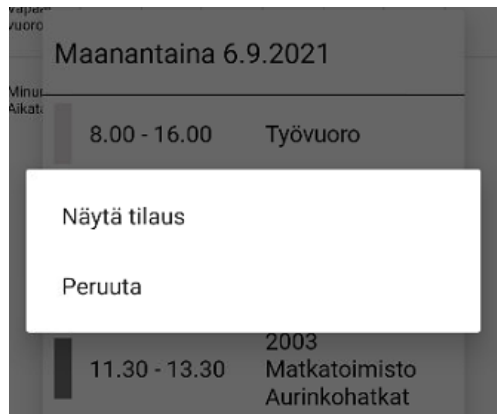 vuoro
Maanantaina 6.9.2021
8.00 - 16.00 Työvuoro
Näytä tilaus
Peruuta
2003
11.30 - 13.30 Matkatoimisto
Aurinkohatkat